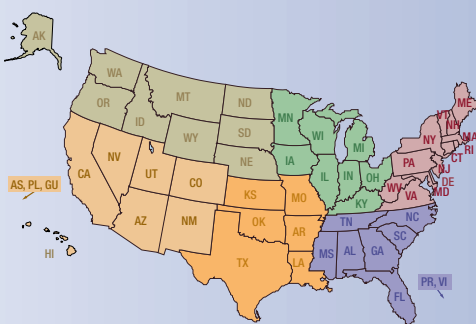 AK
WA
MT
ND
MN
OR
ID
WY
SD
WI
MI
NE
IA
ME
VT
NH
NY
MA
RI
CT
PA
NJ
DE
MD
CA
NV
UT
CO
KS
MO
IL
IN
OH
WV
VA
KY
AS, PL, GU
AZ
NM
OK
AR
TN
NC
SC
HI
TX
LA
MS
AL
GA
FL
PR, VI